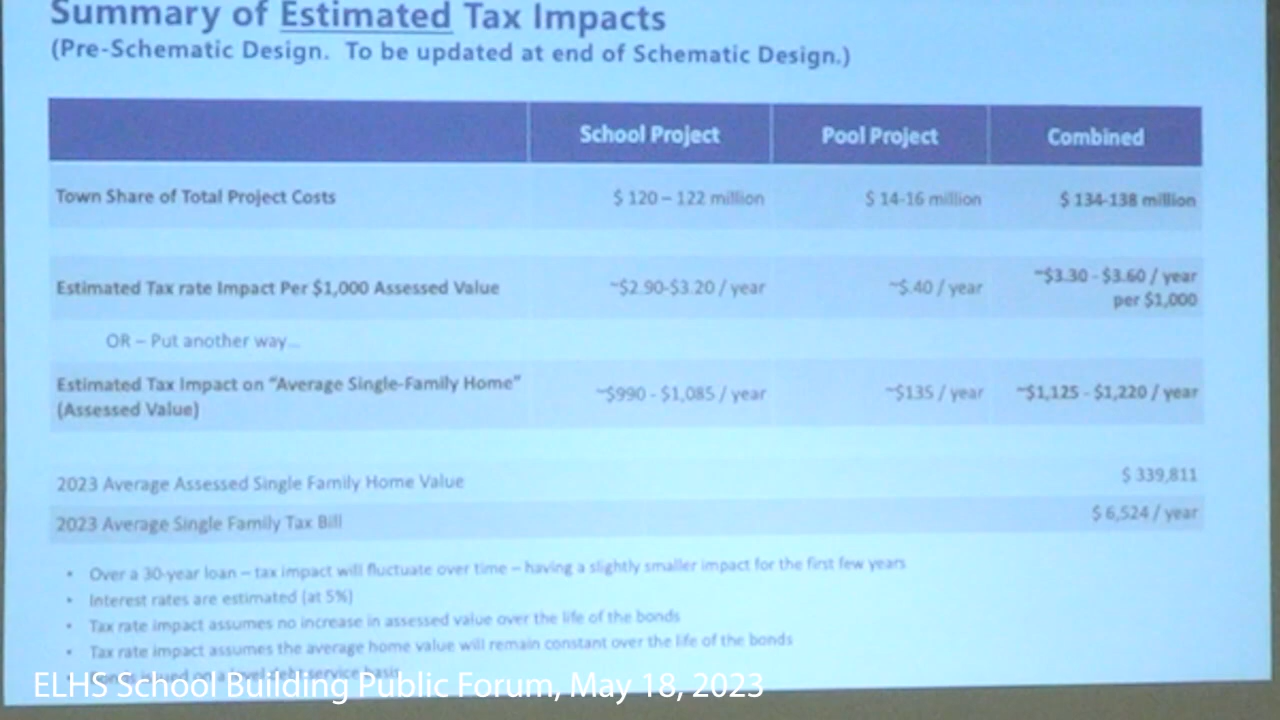 Summary of Estimated Tax Impacts
(Pre-Schematic Design. To be updated at end of Schematic Design.)
School Project Pool Project Combined
Town Share of Total Project Costs $ 120 – 122 million $ 14-16 million $ 134-138 million
Estimated Tax rate Impact Per $1,000 Assessed Value ~$2.90-$3.20 / year ~$.40 / year ~$3.30 - $3.60 / year
per $1,000
OR – Put another way...
Estimated Tax Impact on “Average Single-Family Home”
(Assessed Value) ~$990 - $1,085 / year ~$135 / year ~$1,125 - $1,220 / year
2023 Average Assessed Single Family Home Value $ 339,811
2023 Average Single Family Tax Bill $ 6,524 / year
• Over a 30-year loan – tax impact will fluctuate over time – having a slightly smaller impact for the first few years
• Interest rates are estimated (at 5%)
• Tax rate impact assumes no increase in assessed value over the life of the bonds
• Tax rate impact assumes the average home value will remain constant over the life of the bonds
debt service basis
ELHS School Building Public Forum, May 18, 2023